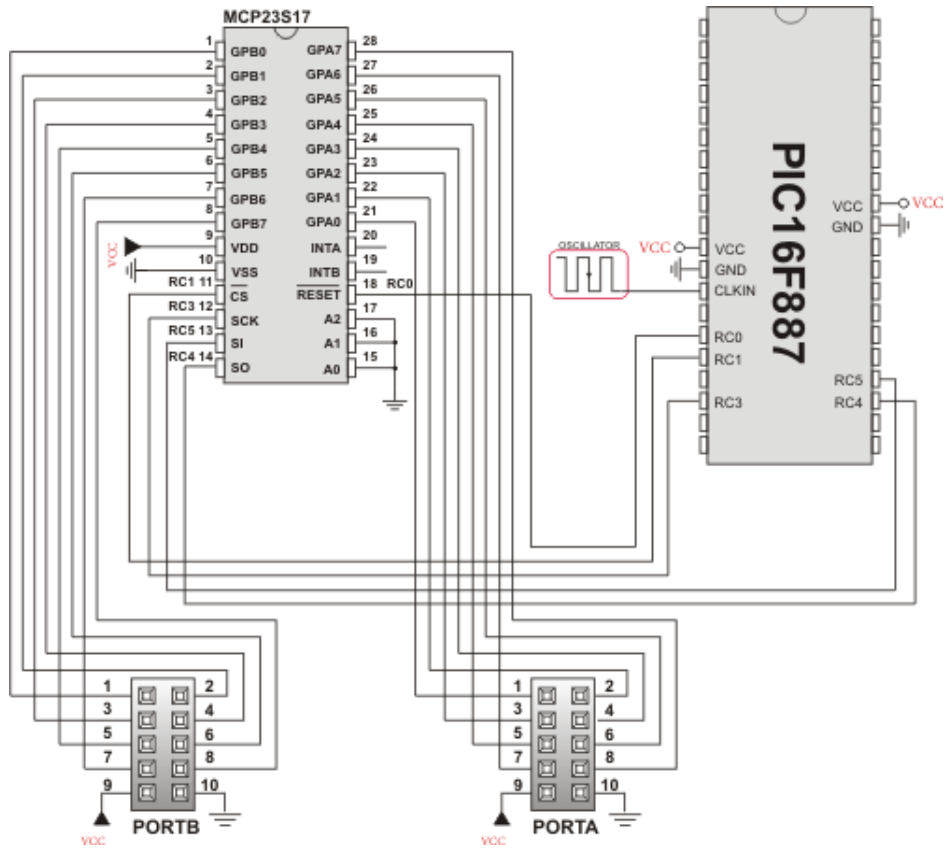 MCP23S17
1 GPB0 GPA7 28
2 GPB1 GPA6 27
3 GPB2 GPA5 26
4 GPB3 GPA4 25
5 GPB4 GPA3 24
6 GPB5 GPA2 23
7 GPB6 GPA1 22
8 GPB7 GPA0 21
VCC 9 VDD INTA 20
10 VSS INTB 19
RC1 11 CS RESET 18 RC0
RC3 12 SCK A2 17
RC5 13 SI A1 16
RC4 14 SO A0 15
PIC16F887
VCC VCC
GND
OSCILLATOR
VCC VCC
GND
CLKIN
RC0
RC1
RC5
RC3 RC4
1 2
3 4
5 6
7 8
9 10
VCC
PORTB
1 2
3 4
5 6
7 8
9 10
VCC
PORTA